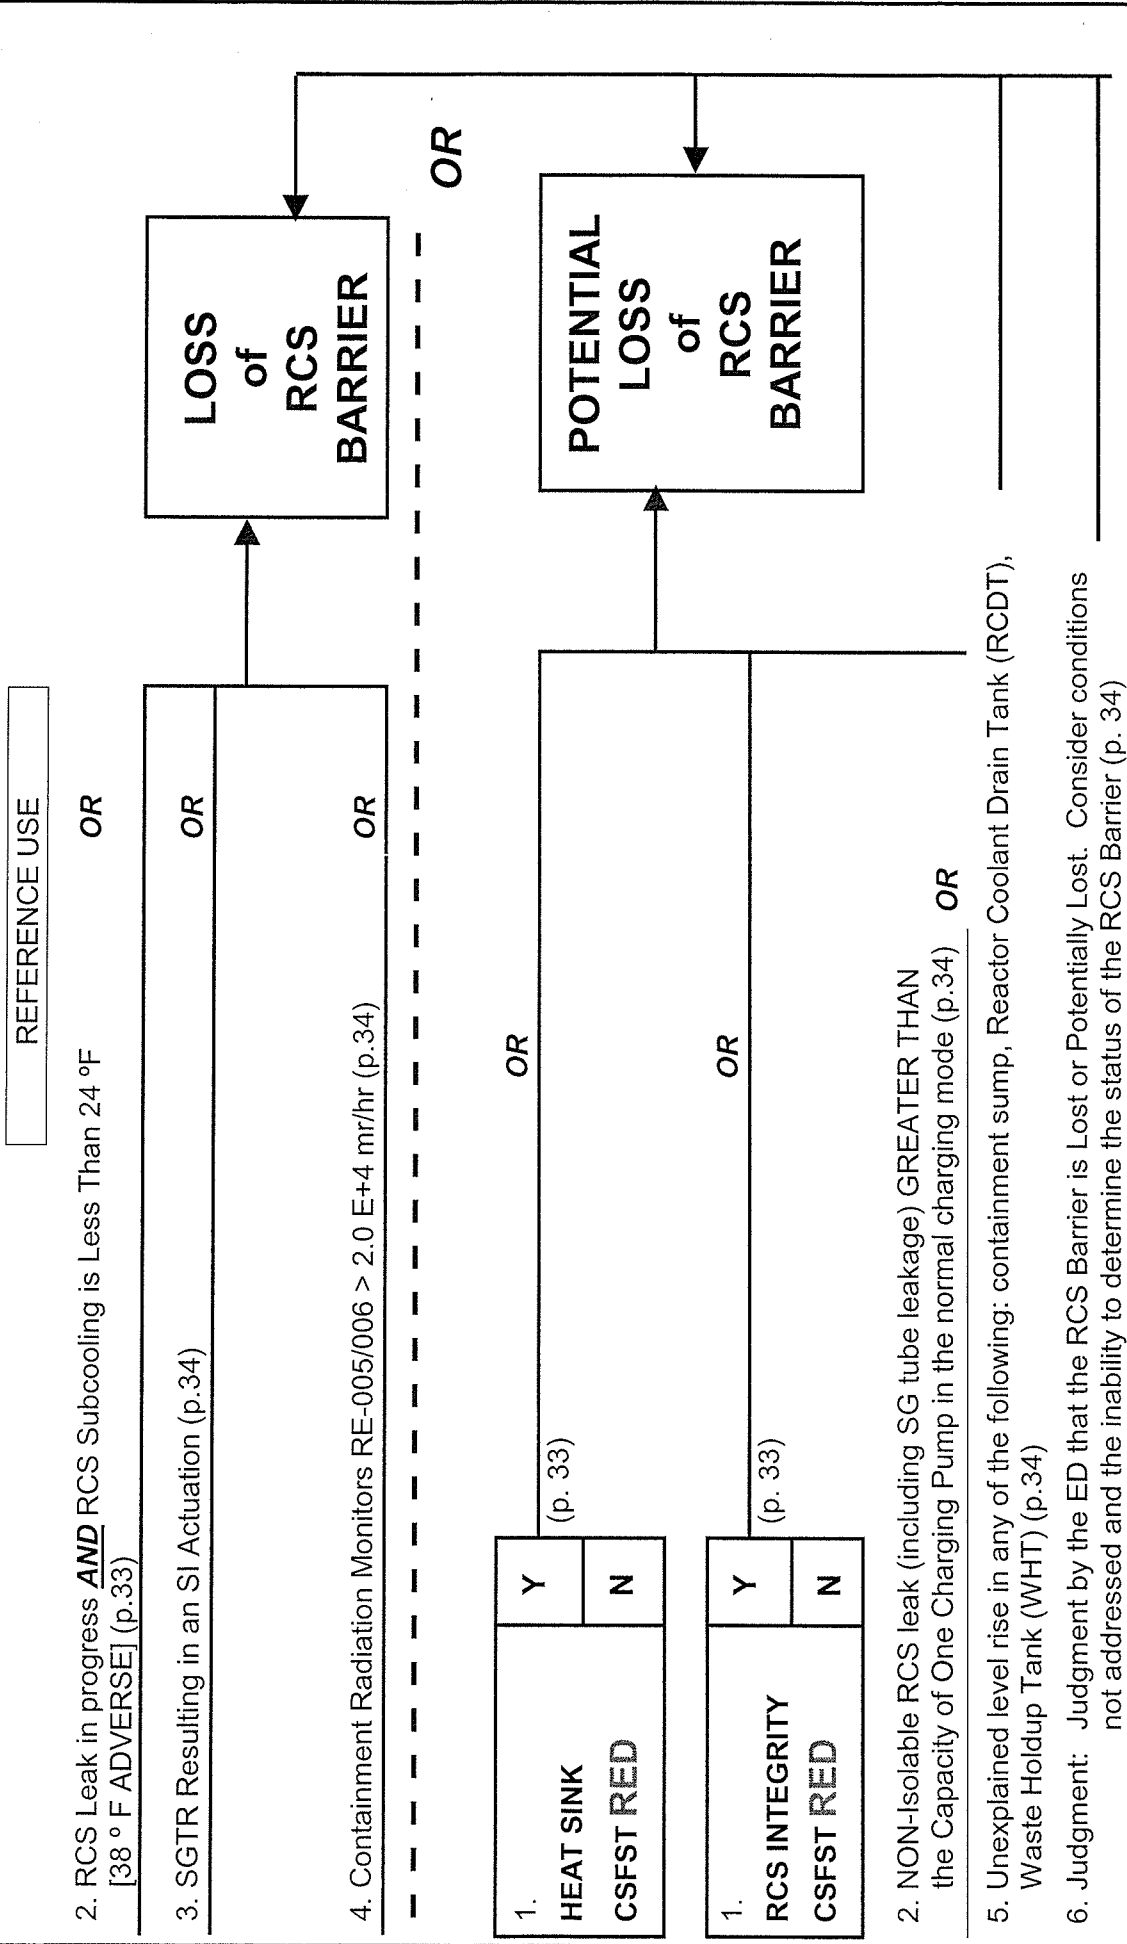 REFERENCE USE
2. RCS Leak in progress AND RCS Subcooling is Less Than 24 ºF
[38 º F ADVERSE] (p.33)
OR
3. SGTR Resulting in an SI Actuation (p.34)
OR
4. Containment Radiation Monitors RE-005/006 > 2.0 E+4 mr/hr (p.34)
OR
LOSS
of
RCS
BARRIER
OR
1.
HEAT SINK
CSFST RED
Y
N
(p. 33)
OR
1.
RCS INTEGRITY
CSFST RED
Y
N
(p. 33)
OR
POTENTIAL
LOSS
of
RCS
BARRIER
2. NON-Isolable RCS leak (including SG tube leakage) GREATER THAN
the Capacity of One Charging Pump in the normal charging mode (p.34)
OR
5. Unexplained level rise in any of the following: containment sump, Reactor Coolant Drain Tank (RCDT),
Waste Holdup Tank (WHT) (p.34)
6. Judgment: Judgment by the ED that the RCS Barrier is Lost or Potentially Lost. Consider conditions
not addressed and the inability to determine the status of the RCS Barrier (p. 34)